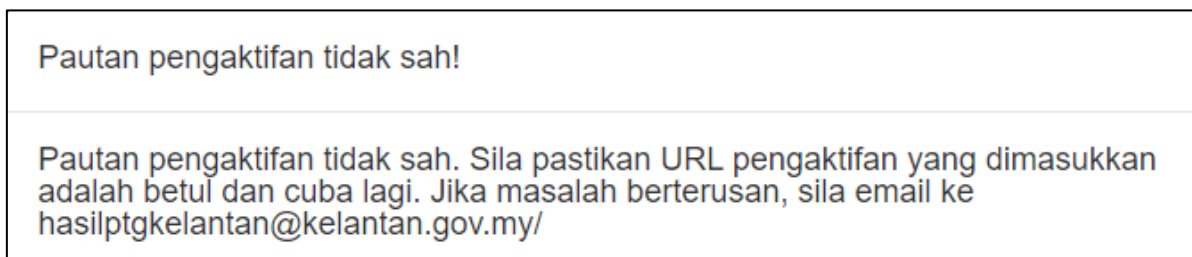 Pautan pengaktifan tidak sah!
Pautan pengaktifan tidak sah. Sila pastikan URL pengaktifan yang dimasukkan
adalah betul dan cuba lagi. Jika masalah berterusan, sila email ke
hasilptgkelantan@kelantan.gov.my/